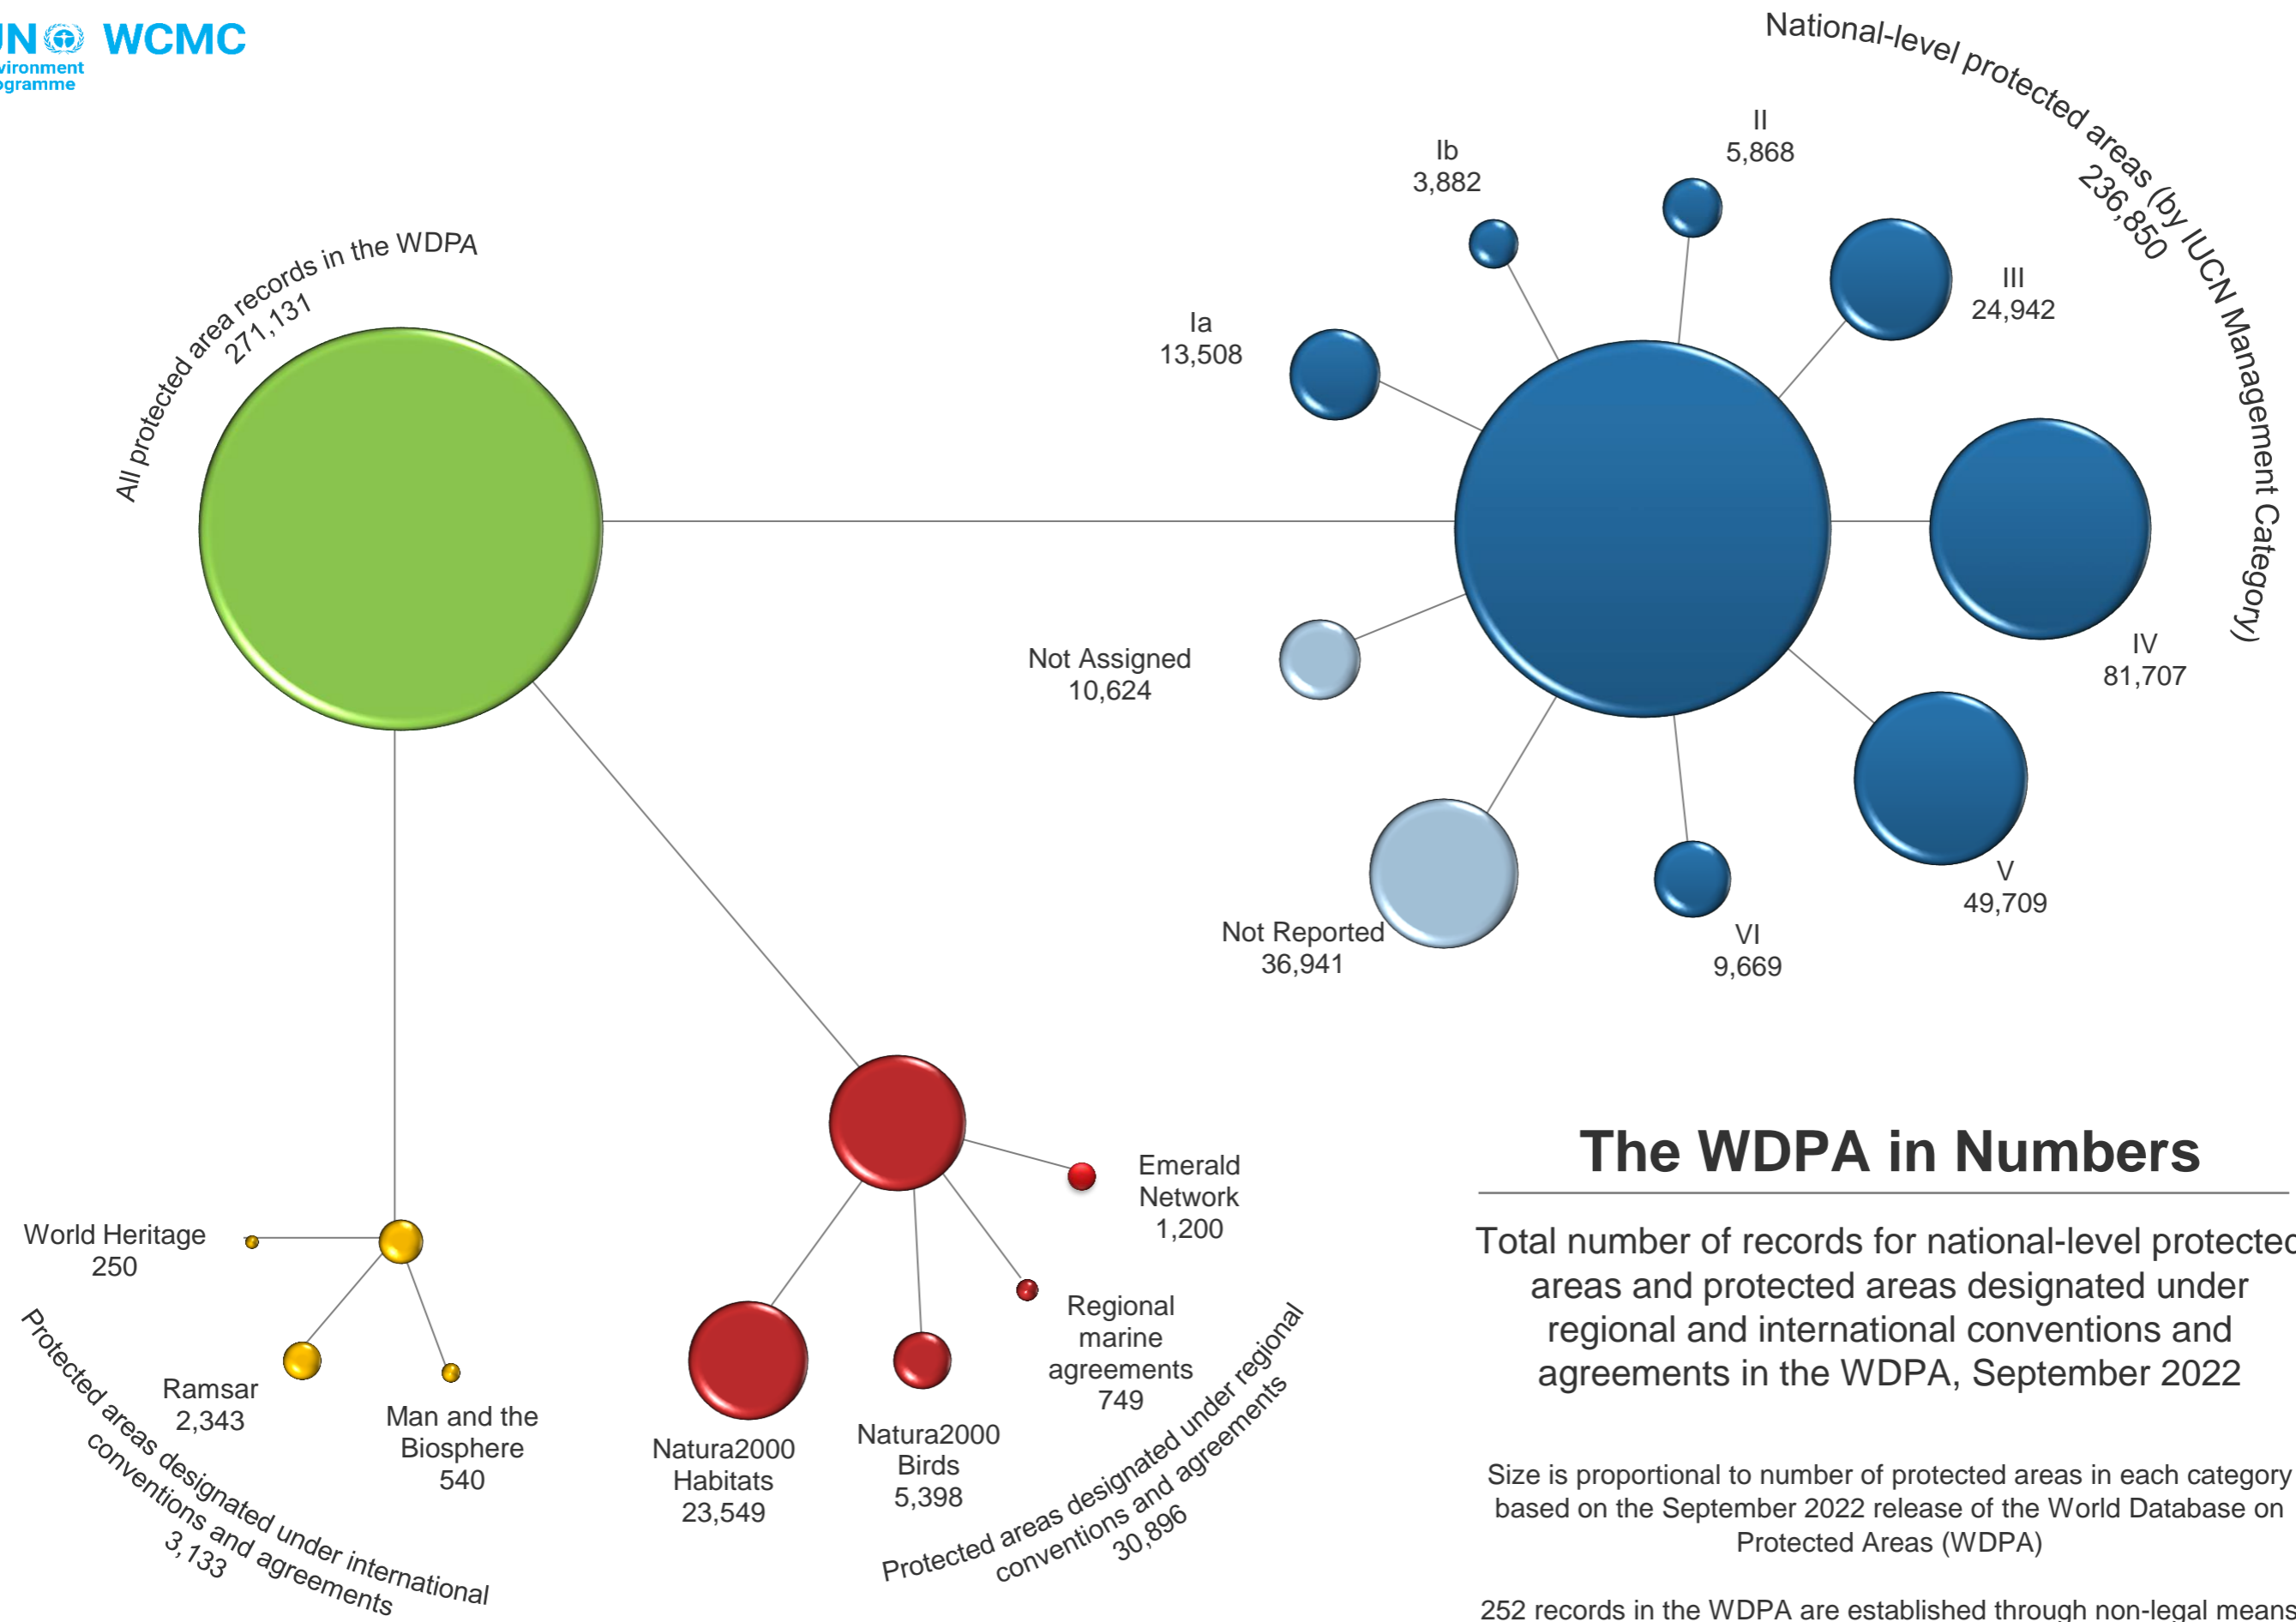 WCMC
All protected area records in the WDPA
271,131
National-level protected areas (by IUCN Management Category)
236,850
Ia
13,508
Ib
3,882
II
5,868
III
24,942
IV
81,707
V
49,709
VI
9,669
Not Reported
36,941
Not Assigned
10,624
World Heritage
250
Ramsar
2,343
Man and the
Biosphere
540
Protected areas designated under international
conventions and agreements
3,133
Natura2000
Habitats
23,549
Natura2000
Birds
5,398
Regional
marine
agreements
749
Emerald
Network
1,200
Protected areas designated under regional
conventions and agreements
30,896
The WDPA in Numbers
Total number of records for national-level protected
areas and protected areas designated under
regional and international conventions and
agreements in the WDPA, September 2022
Size is proportional to number of protected areas in each category
based on the September 2022 release of the World Database on
Protected Areas (WDPA)
252 records in the WDPA are established through non-legal means